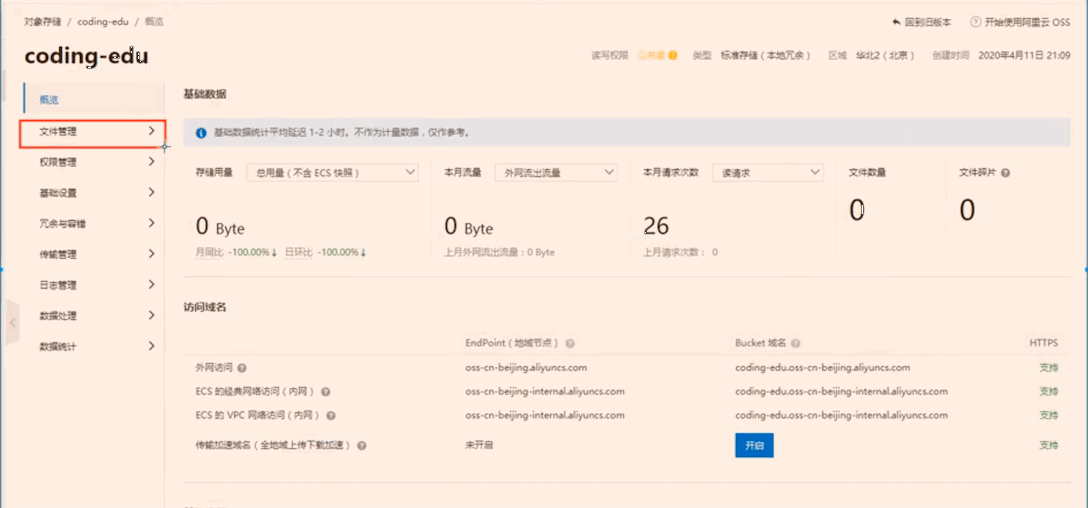 对象存储 / coding-edu / 概览
回到旧版本
开始使用阿里云 OSS
coding-edu
读写权限 公共读 类型 标准存储（本地冗余） 区域 华北2（北京） 创建时间 2020年4月11日 21:09
概览
文件管理
权限管理
基础设置
冗余与容错
传输管理
日志管理
数据处理
数据统计
基础数据
基础数据统计平均延迟 1-2 小时。不作为计量数据，仅作参考。
存储用量 总用量（不含 ECS 快照）
0 Byte
月同比 -100.00%↓ 日环比 -100.00%↓
本月流量 外网流出流量
0 Byte
上月外网流出流量：0 Byte
本月请求次数 读请求
26
上月请求次数： 0
文件数量
0
文件碎片
0
访问域名
EndPoint（地域节点） Bucket 域名 HTTPS
外网访问 oss-cn-beijing.aliyuncs.com coding-edu.oss-cn-beijing.aliyuncs.com 支持
ECS 的经典网络访问（内网） oss-cn-beijing-internal.aliyuncs.com coding-edu.oss-cn-beijing-internal.aliyuncs.com 支持
ECS 的 VPC 网络访问（内网） oss-cn-beijing-internal.aliyuncs.com coding-edu.oss-cn-beijing-internal.aliyuncs.com 支持
传输加速域名（全地域上传下载加速） 未开启 开启 支持